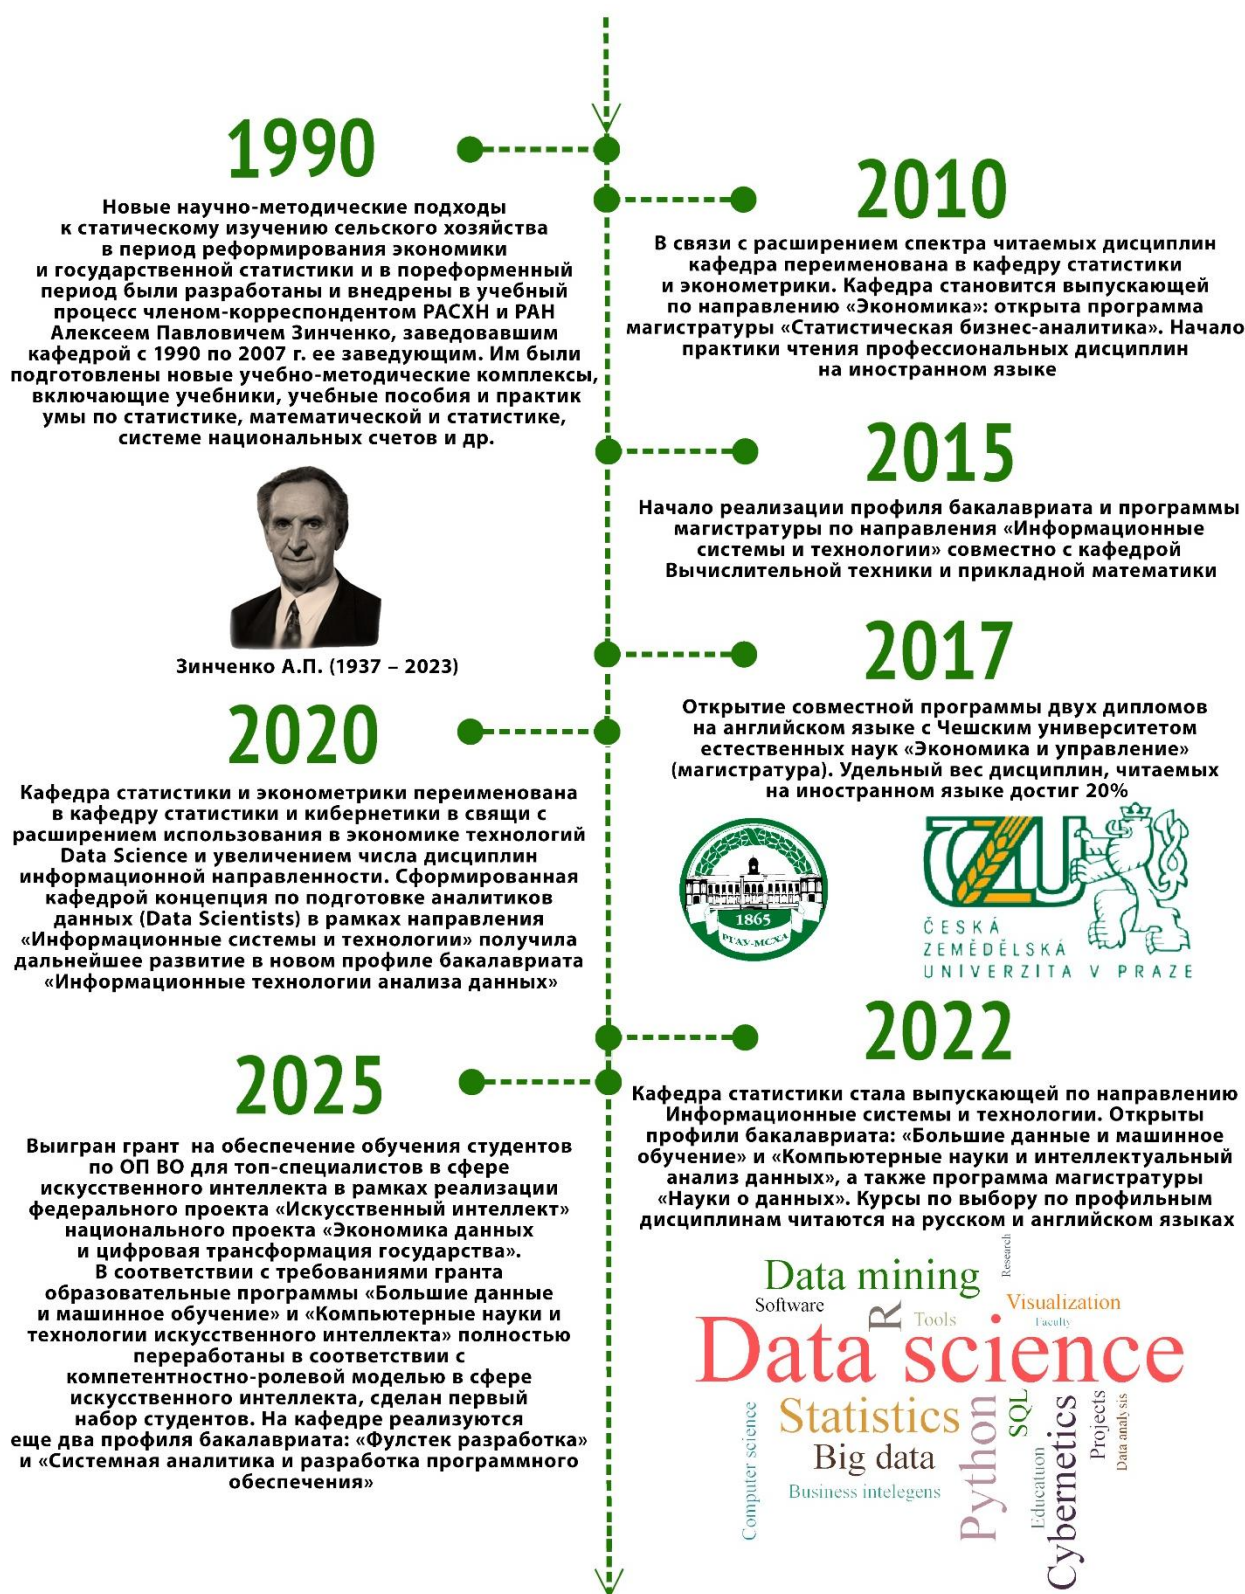 1990
Новые научно-методические подходы
к статическому изучению сельского хозяйства
в период реформирования экономики
и государственной статистики и в пореформенный
период были разработаны и внедрены в учебный
процесс членом-корреспондентом РАСХН и РАН
Алексеем Павловичем Зинченко, заведовавшим
кафедрой с 1990 по 2007 г. ее заведующим. Им были
подготовлены новые учебно-методические комплексы,
включающие учебники, учебные пособия и практик
умы по статистике, математической и статистике,
системе национальных счетов и др.
Зинченко А.П. (1937 – 2023)
2010
В связи с расширением спектра читаемых дисциплин
кафедра переименована в кафедру статистики
и эконометрики. Кафедра становится выпускающей
по направлению «Экономика»: открыта программа
магистратуры «Статистическая бизнес-аналитика». Начало
практики чтения профессиональных дисциплин
на иностранном языке
2015
Начало реализации профиля бакалавриата и программы
магистратуры по направления «Информационные
системы и технологии» совместно с кафедрой
Вычислительной техники и прикладной математики
2017
Открытие совместной программы двух дипломов
на английском языке с Чешским университетом
естественных наук «Экономика и управление»
(магистратура). Удельный вес дисциплин, читаемых
на иностранном языке достиг 20%
1865
РГАУ-МСХА
ČZU
ČESKÁ
ZEMĚDĚLSKÁ
UNIVERZITA V PRAZE
2020
Кафедра статистики и эконометрики переименована
в кафедру статистики и кибернетики в свящи с
расширением использования в экономике технологий
Data Science и увеличением числа дисциплин
информационной направленности. Сформированная
кафедрой концепция по подготовке аналитиков
данных (Data Scientists) в рамках направления
«Информационные системы и технологии» получила
дальнейшее развитие в новом профиле бакалавриата
«Информационные технологии анализа данных»
2022
Кафедра статистики стала выпускающей по направлению
Информационные системы и технологии. Открыты
профили бакалавриата: «Большие данные и машинное
обучение» и «Компьютерные науки и интеллектуальный
анализ данных», а также программа магистратуры
«Науки о данных». Курсы по выбору по профильным
дисциплинам читаются на русском и английском языках
2025
Выигран грант на обеспечение обучения студентов
по ОП ВО для топ-специалистов в сфере
искусственного интеллекта в рамках реализации
федерального проекта «Искусственный интеллект»
национального проекта «Экономика данных
и цифровая трансформация государства».
В соответствии с требованиями гранта
образовательные программы «Большие данные
и машинное обучение» и «Компьютерные науки и
технологии искусственного интеллекта» полностью
переработаны в соответствии с
компетентностно-ролевой моделью в сфере
искусственного интеллекта, сделан первый
набор студентов. На кафедре реализуются
еще два профиля бакалавриата: «Фулстек разработка»
и «Системная аналитика и разработка программного
обеспечения»
Research
Data mining
Software
R
Tools
Visualization
Faculty
Data science
Computer science
Statistics
Big data
Business intelegens
Python
SQL
Educatuon
Cybernetics
Projects
Data analysis